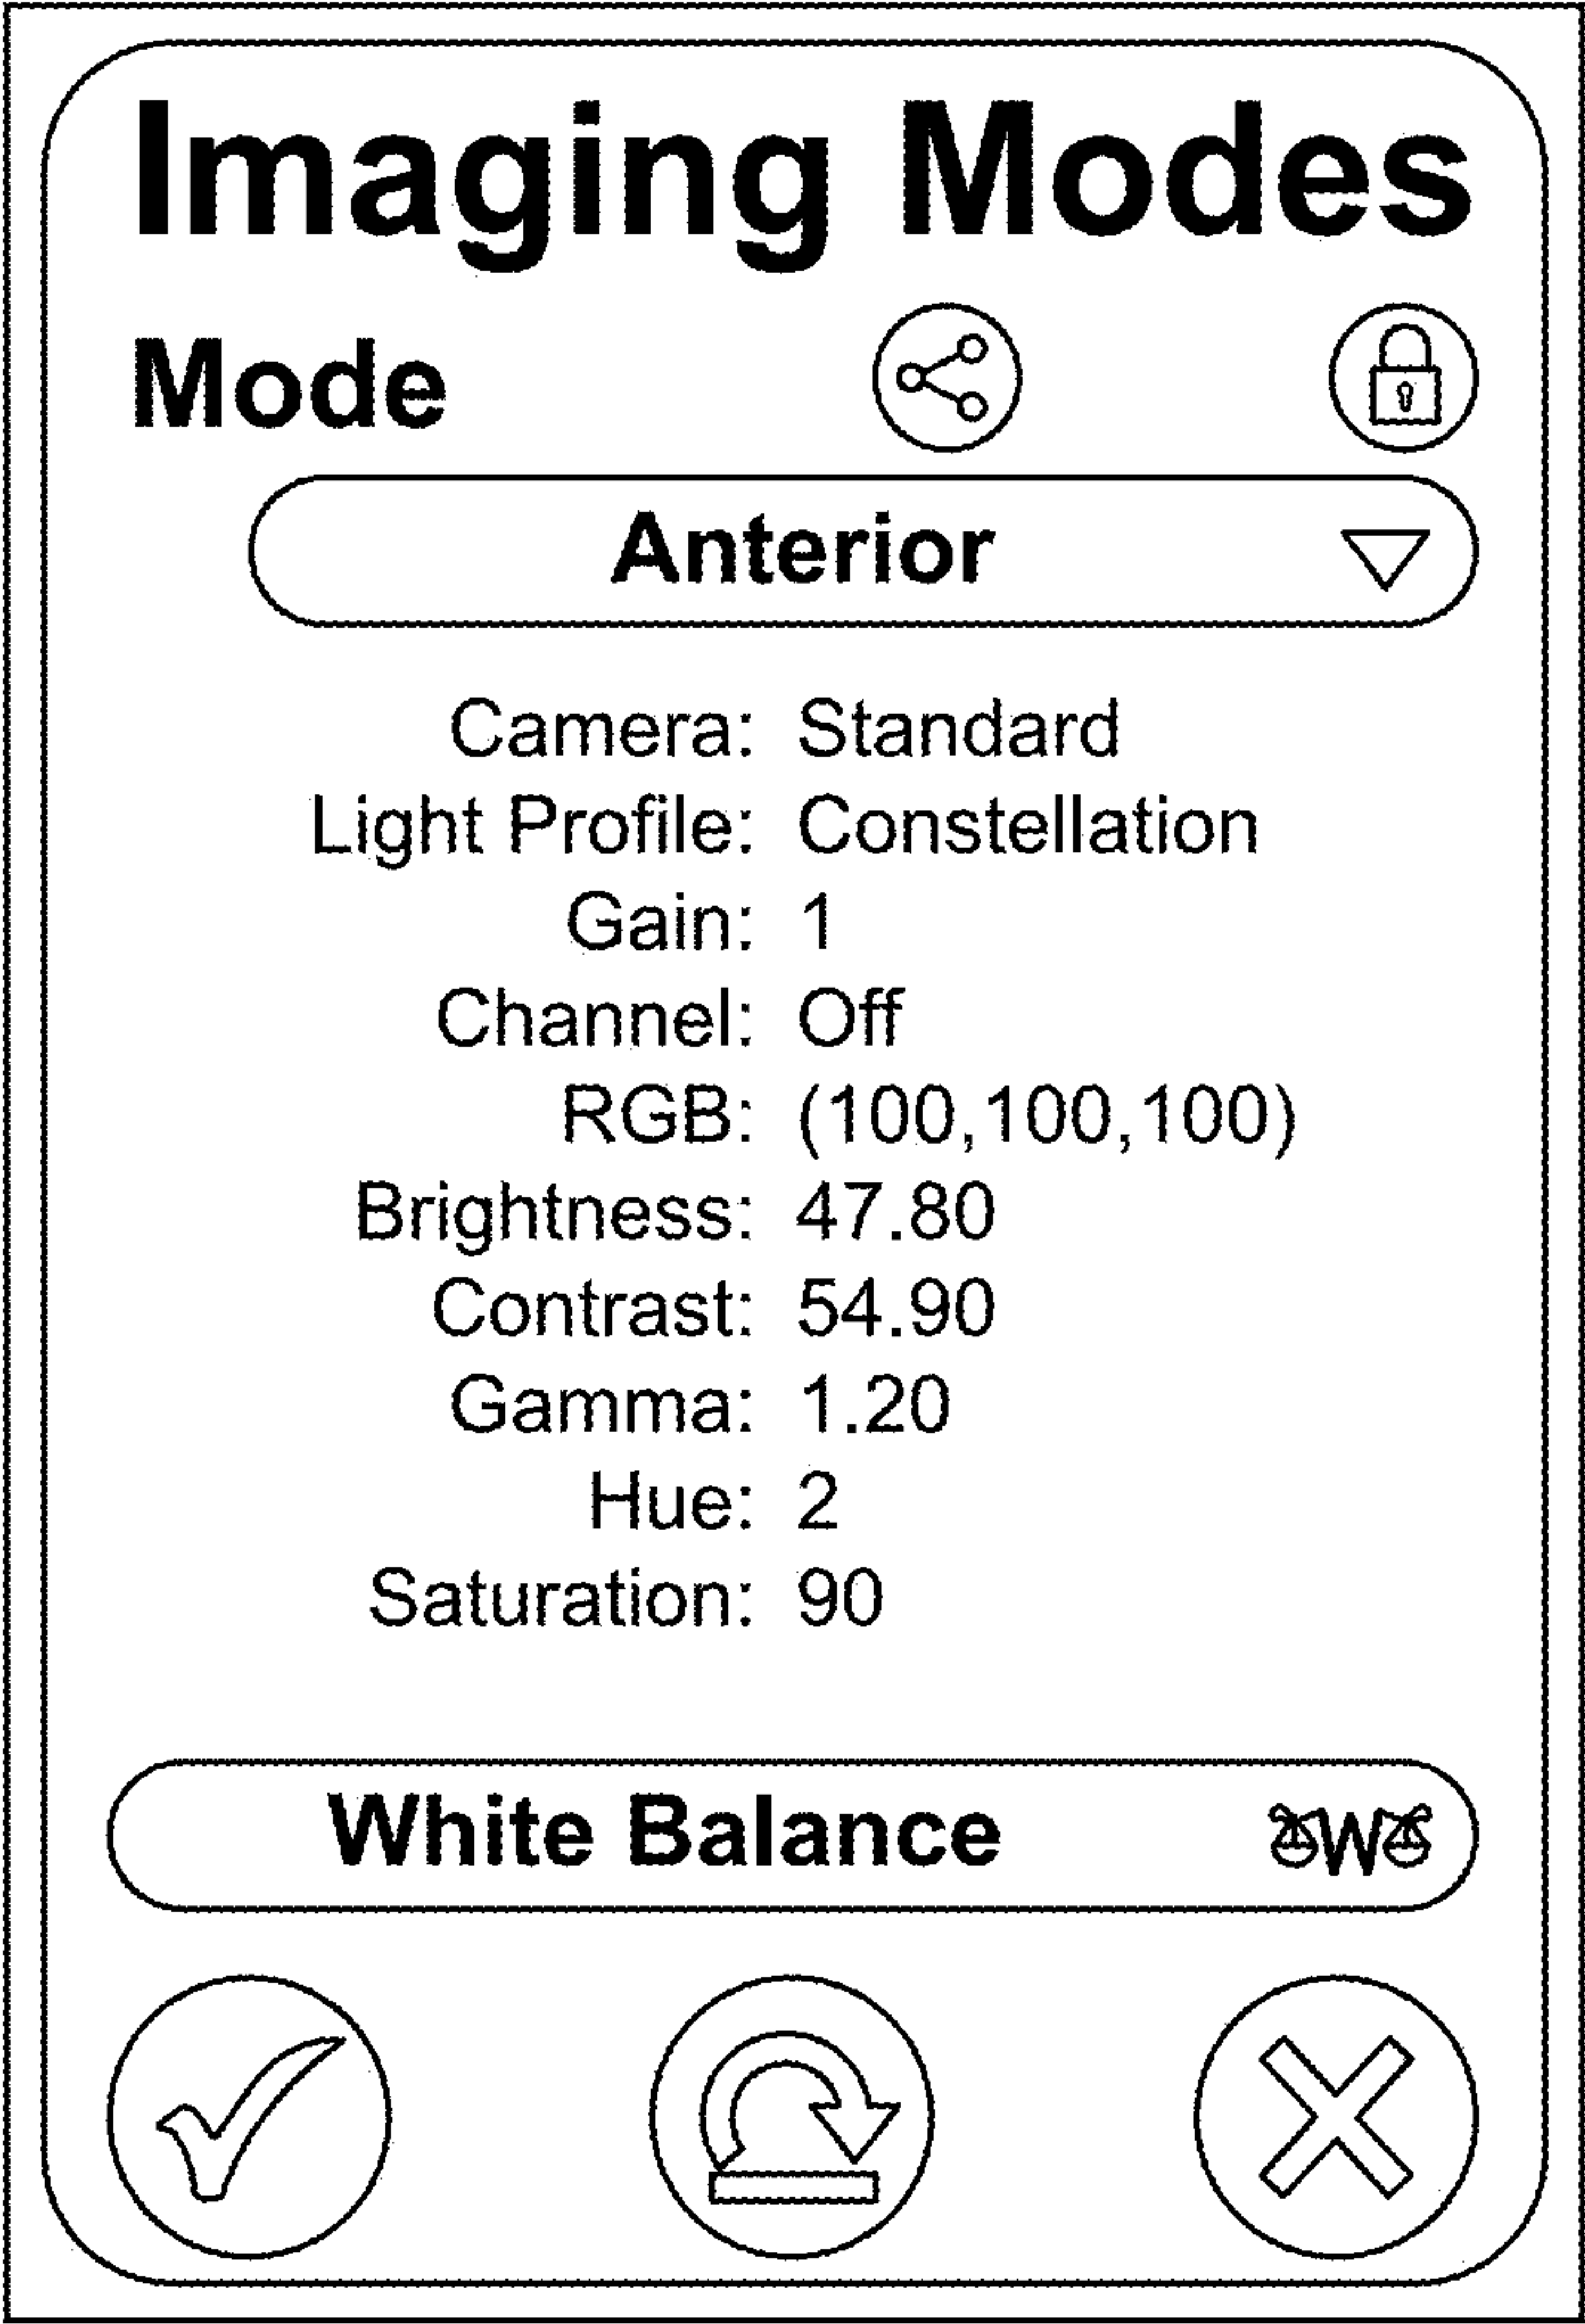 Imaging Modes
Mode
Anterior
Camera: Standard
Light Profile: Constellation
Gain: 1
Channel: Off
RGB: (100,100,100)
Brightness: 47.80
Contrast: 54.90
Gamma: 1.20
Hue: 2
Saturation: 90
White Balance W